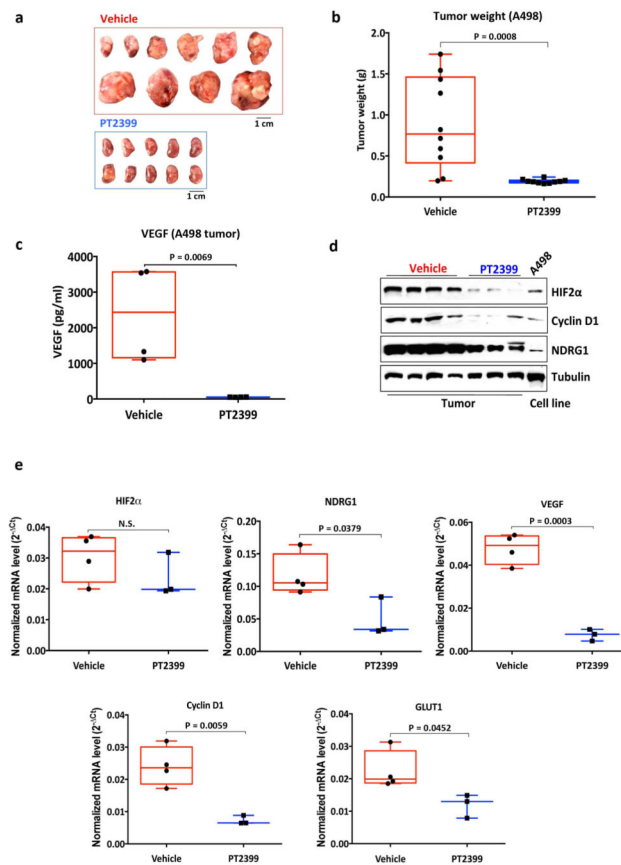 a
Vehicle
1 cm
PT2399
1 cm
b
Tumor weight (A498)
P = 0.0008
Tumor weight (g)
2.0
1.5
1.0
0.5
0.0
Vehicle PT2399
c
VEGF (A498 tumor)
P = 0.0069
VEGF (pg/ml)
4000
3000
2000
1000
0
Vehicle PT2399
d
Vehicle PT2399 A498
HIF2α
Cyclin D1
NDRG1
Tubulin
Tumor Cell line
e
HIF2α
N.S.
Normalized mRNA level (2^-ΔCt)
0.04
0.03
0.02
0.01
0.00
Vehicle PT2399
NDRG1
P = 0.0379
Normalized mRNA level (2^-ΔCt)
0.20
0.15
0.10
0.05
0.00
Vehicle PT2399
VEGF
P = 0.0003
Normalized mRNA level (2^-ΔCt)
0.06
0.04
0.02
0.00
Vehicle PT2399
Cyclin D1
P = 0.0059
Normalized mRNA level (2^-ΔCt)
0.04
0.03
0.02
0.01
0.00
Vehicle PT2399
GLUT1
P = 0.0452
Normalized mRNA level (2^-ΔCt)
0.04
0.03
0.02
0.01
0.00
Vehicle PT2399